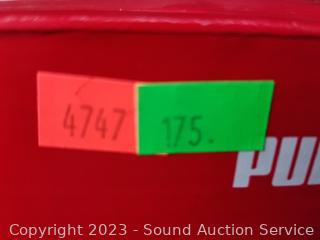 4747 175.
PU
Copyright 2023 - Sound Auction Service